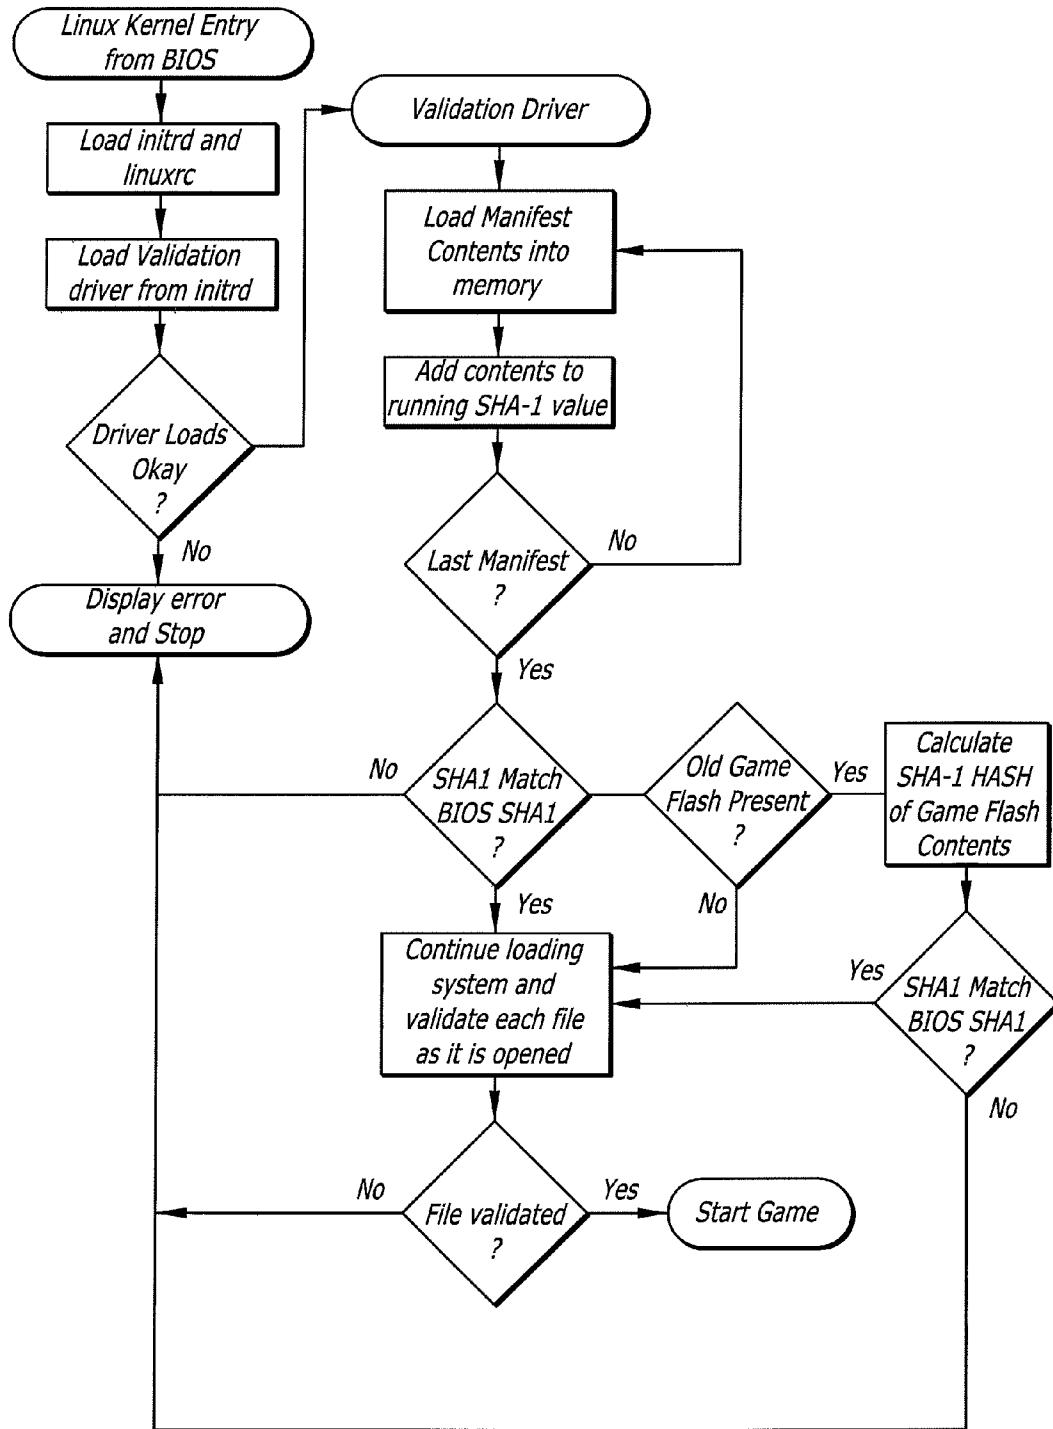 Linux Kernel Entry
from BIOS
Load initrd and
linuxrc
Load Validation
driver from initrd
Driver Loads
Okay
?
No
Display error
and Stop
Validation Driver
Load Manifest
Contents into
memory
Add contents to
running SHA-1 value
Last Manifest
?
No
Yes
SHA1 Match
BIOS SHA1
?
No
Yes
Old Game
Flash Present
?
Yes
No
Calculate
SHA-1 HASH
of Game Flash
Contents
SHA1 Match
BIOS SHA1
?
Yes
No
Continue loading
system and
validate each file
as it is opened
File validated
?
No
Yes
Start Game